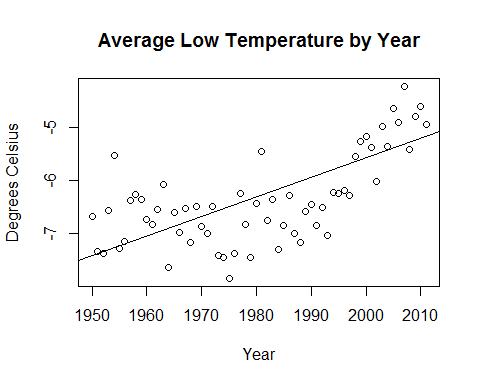 Average Low Temperature by Year
Degrees Celsius
-5
-6
-7
1950 1960 1970 1980 1990 2000 2010
Year